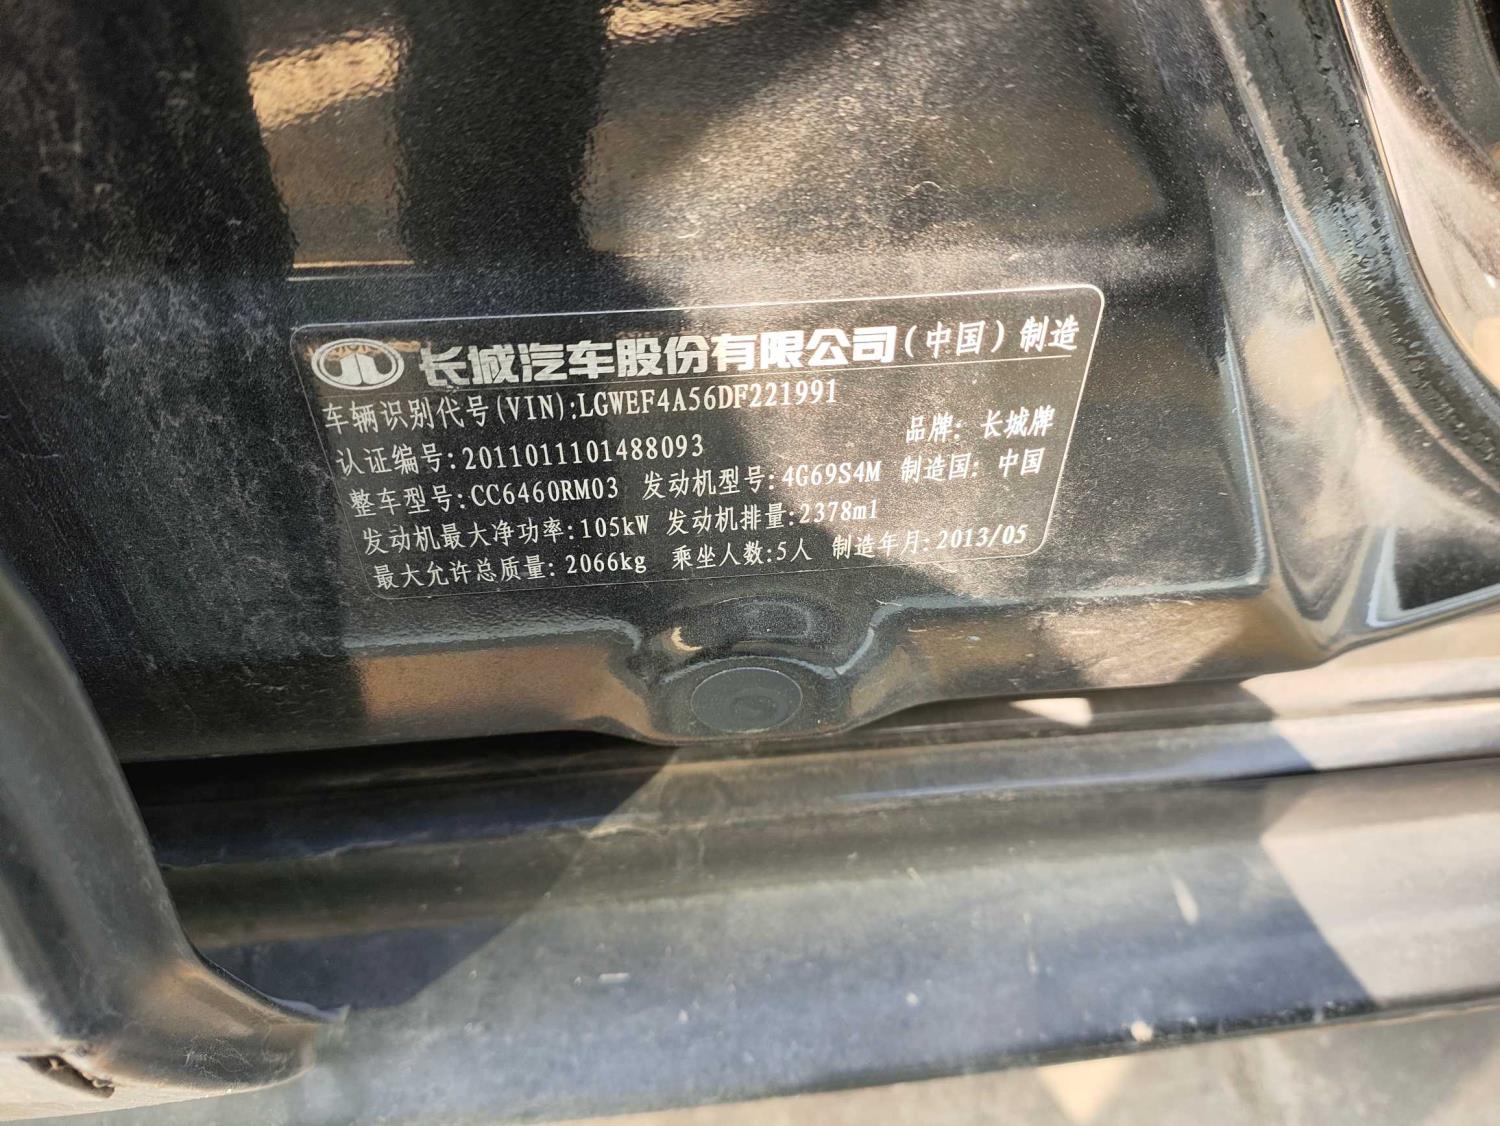 长城汽车股份有限公司(中国)制造
车辆识别代号(VIN):LGWEF4A56DF221991
认证编号:2011011101488093 品牌:长城牌
整车型号:CC6460RM03 发动机型号:4G69S4M 制造国:中国
发动机最大净功率:105kW 发动机排量:2378ml
最大允许总质量:2066kg 乘坐人数:5人 制造年月:2013/05